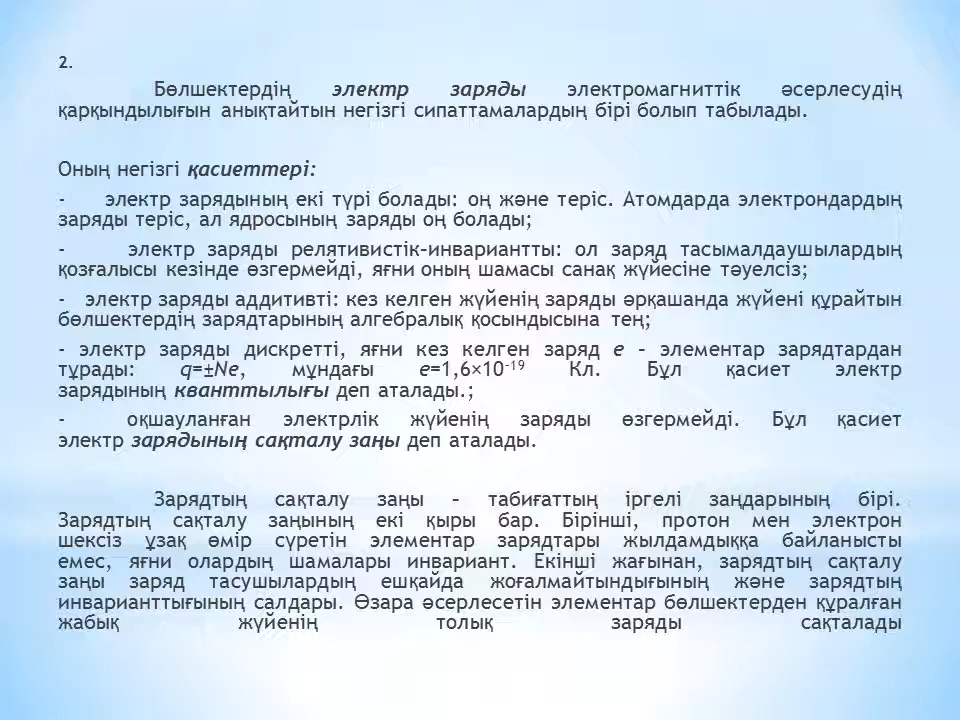 2.
Бөлшектердің электр заряды электромагниттік әсерлесудің
қарқындылығын анықтайтын негізгі сипаттамалардың бірі болып табылады.
Оның негізгі қасиеттері:
- электр зарядының екі түрі болады: оң және теріс. Атомдарда электрондардың
заряды теріс, ал ядросының заряды оң болады;
- электр заряды релятивистік-инвариантты: ол заряд тасымалдаушылардың
қозғалысы кезінде өзгермейді, яғни оның шамасы санақ жүйесіне тәуелсіз;
- электр заряды аддитивті: кез келген жүйенің заряды әрқашанда жүйені құрайтын
бөлшектердің зарядтарының алгебралық қосындысына тең;
- электр заряды дискретті, яғни кез келген заряд e – элементар зарядтардан
тұрады: q=±Ne, мұндағы e=1,6×10⁻¹⁹ Кл. Бұл қасиет электр
зарядының кванттылығы деп аталады.;
- оқшауланған электрлік жүйенің заряды өзгермейді. Бұл қасиет
электр зарядының сақталу заңы деп аталады.
Зарядтың сақталу заңы – табиғаттың іргелі заңдарының бірі.
Зарядтың сақталу заңының екі қыры бар. Бірінші, протон мен электрон
шексіз ұзақ өмір сүретін элементар зарядтары жылдамдыққа байланысты
емес, яғни олардың шамалары инвариант. Екінші жағынан, зарядтың сақталу
заңы заряд тасушылардың ешқайда жоғалмайтындығының және зарядтың
инварианттығының салдары. Өзара әсерлесетін элементар бөлшектерден құралған
жабық жүйенің толық заряды сақталады